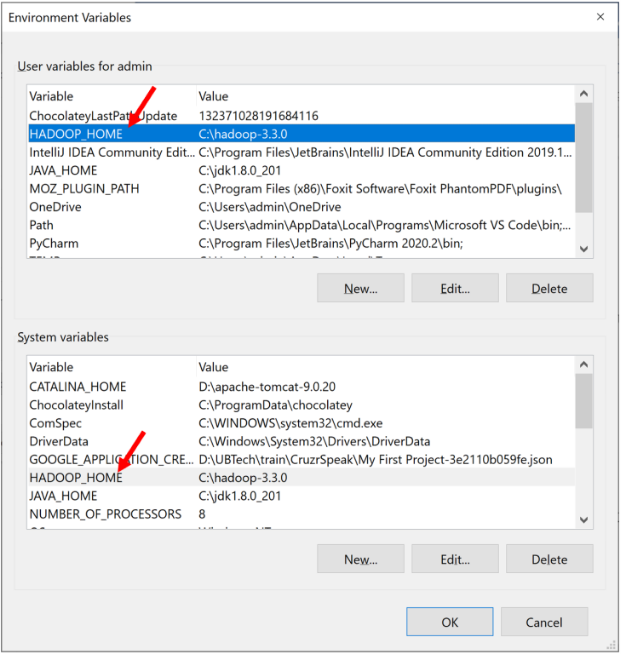 Environment Variables
User variables for admin
Variable Value
ChocolateyLastPathUpdate 132371028191684116
HADOOP_HOME C:\hadoop-3.3.0
IntelliJ IDEA Community Edit... C:\Program Files\JetBrains\IntelliJ IDEA Community Edition 2019.1...
JAVA_HOME C:\jdk1.8.0_201
MOZ_PLUGIN_PATH C:\Program Files (x86)\Foxit Software\Foxit PhantomPDF\plugins\
OneDrive C:\Users\admin\OneDrive
Path C:\Users\admin\AppData\Local\Programs\Microsoft VS Code\bin;...
PyCharm C:\Program Files\JetBrains\PyCharm 2020.2\bin;
New... Edit... Delete
System variables
Variable Value
CATALINA_HOME D:\apache-tomcat-9.0.20
ChocolateyInstall C:\ProgramData\chocolatey
ComSpec C:\WINDOWS\system32\cmd.exe
DriverData C:\Windows\System32\Drivers\DriverData
GOOGLE_APPLICATION_CRE... D:\UBTech\train\CruzrSpeak\My First Project-3e2110b059fe.json
HADOOP_HOME C:\hadoop-3.3.0
JAVA_HOME C:\jdk1.8.0_201
NUMBER_OF_PROCESSORS 8
New... Edit... Delete
OK Cancel